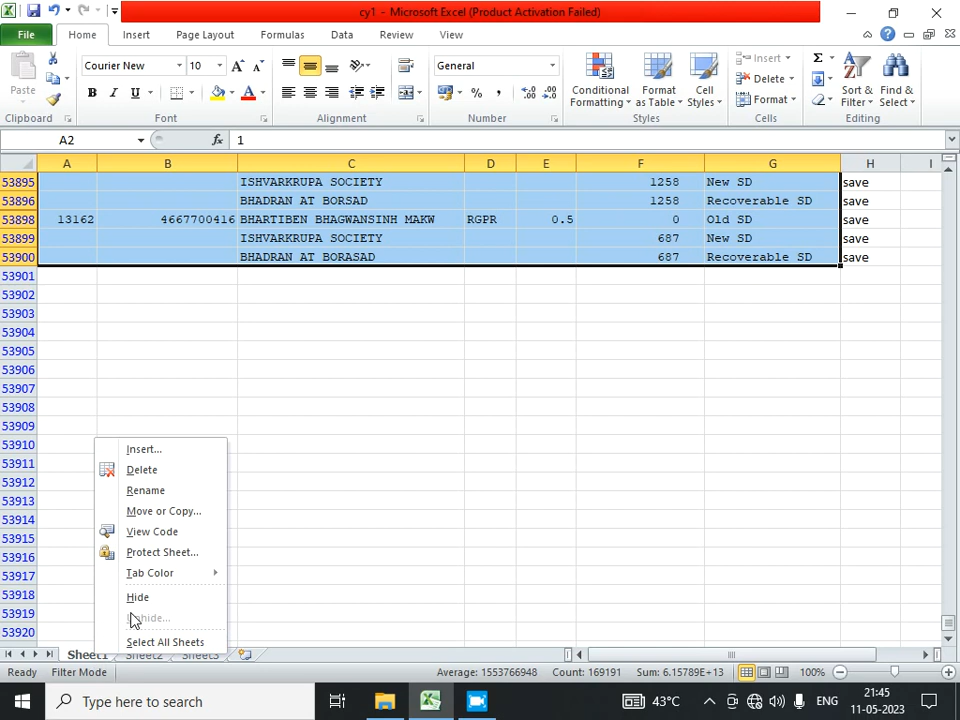 cy1 - Microsoft Excel (Product Activation Failed)
File Home Insert Page Layout Formulas Data Review View
Paste
Clipboard
Courier New 10
B I U
Font
Alignment
General
Number
Conditional Formatting
Format as Table
Cell Styles
Styles
Insert
Delete
Format
Cells
Sort & Filter
Find & Select
Editing
A2 fx 1
A B C D E F G H I
53895 ISHVARKRUPA SOCIETY 1258 New SD save
53896 BHADRAN AT BORSAD 1258 Recoverable SD save
53898 13162 4667700416 BHARTIBEN BHAGWANSINH MAKW RGPR 0.5 0 Old SD save
53899 ISHVARKRUPA SOCIETY 687 New SD save
53900 BHADRAN AT BORASAD 687 Recoverable SD save
53901
53902
53903
53904
53905
53906
53907
53908
53909
53910
53911
53912
53913
53914
53915
53916
53917
53918
53919
53920
Insert...
Delete
Rename
Move or Copy...
View Code
Protect Sheet...
Tab Color
Hide
Select All Sheets
Sheet1 Sheet2 Sheet3
Ready Filter Mode Average: 1553766948 Count: 169191 Sum: 6.15789E+13 100%
Type here to search
43°C
ENG
21:45
11-05-2023